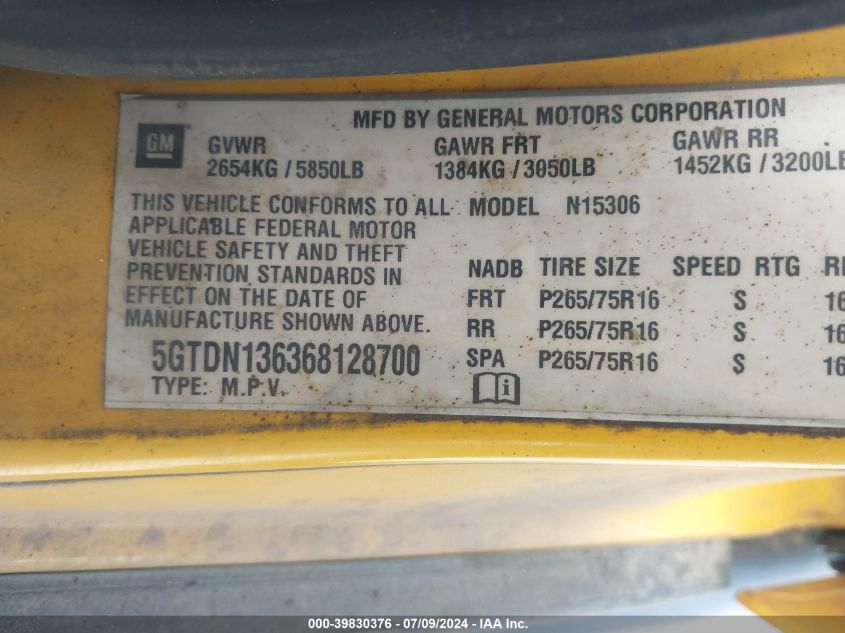 MFD BY GENERAL MOTORS CORPORATION
GM
GVWR GAWR FRT GAWR RR
2654KG / 5850LB 1384KG / 3050LB 1452KG / 3200LB
THIS VEHICLE CONFORMS TO ALL MODEL N15306
APPLICABLE FEDERAL MOTOR
VEHICLE SAFETY AND THEFT
PREVENTION STANDARDS IN
EFFECT ON THE DATE OF
MANUFACTURE SHOWN ABOVE.
NADB TIRE SIZE SPEED RTG
FRT P265/75R16 S 16
RR P265/75R16 S 16
SPA P265/75R16 S 16
5GTDN136368128700
TYPE: M.P.V.
i
000-39830376 - 07/09/2024 - IAA Inc.